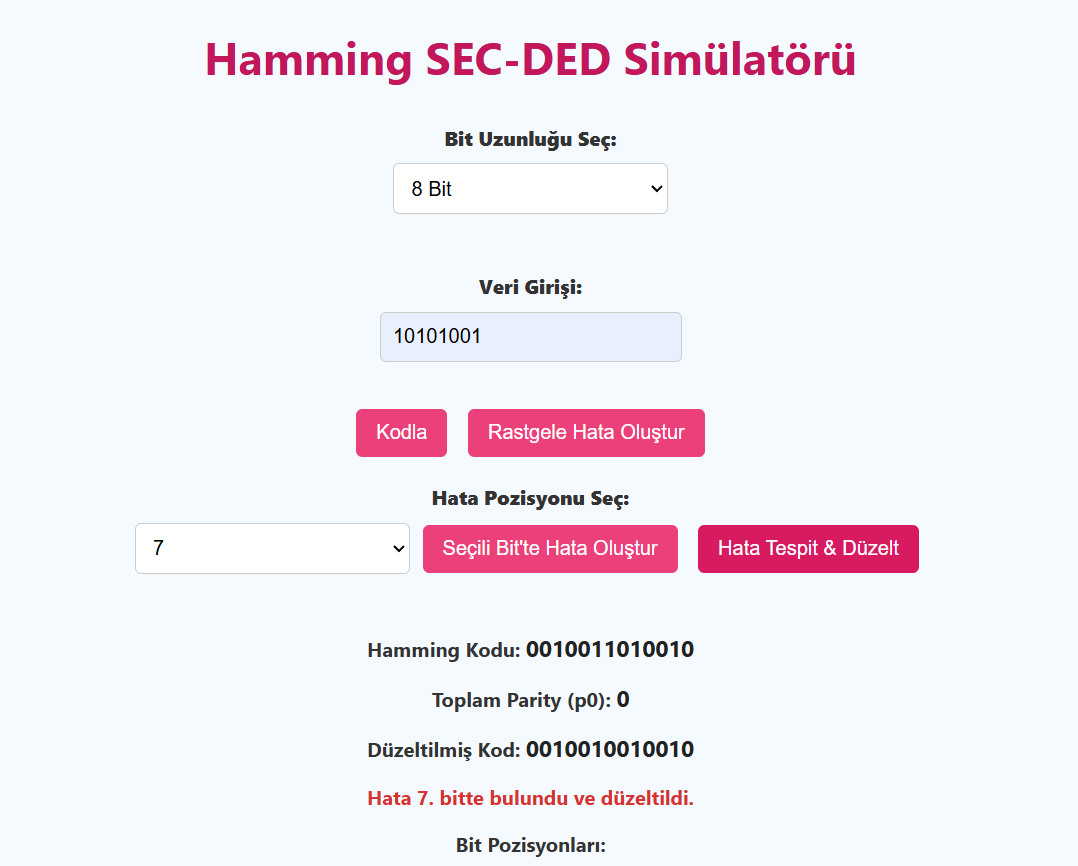 Hamming SEC-DED Simülatörü
Bit Uzunluğu Seç:
8 Bit
Veri Girişi:
10101001
Kodla Rastgele Hata Oluştur
Hata Pozisyonu Seç:
7 Seçili Bit'te Hata Oluştur Hata Tespit & Düzelt
Hamming Kodu: 0010011010010
Toplam Parity (p0): 0
Düzeltilmiş Kod: 0010010010010
Hata 7. bitte bulundu ve düzeltildi.
Bit Pozisyonları: